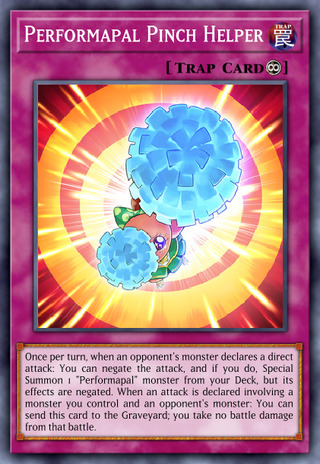 Performapal Pinch Helper
TRAP
罠
[Trap Card]
Once per turn, when an opponent's monster declares a direct
attack: You can negate the attack, and if you do, Special
Summon 1 "Performapal" monster from your Deck, but its
effects are negated. When an attack is declared involving a
monster you control and an opponent's monster: You can
send this card to the Graveyard; you take no battle damage
from that battle.